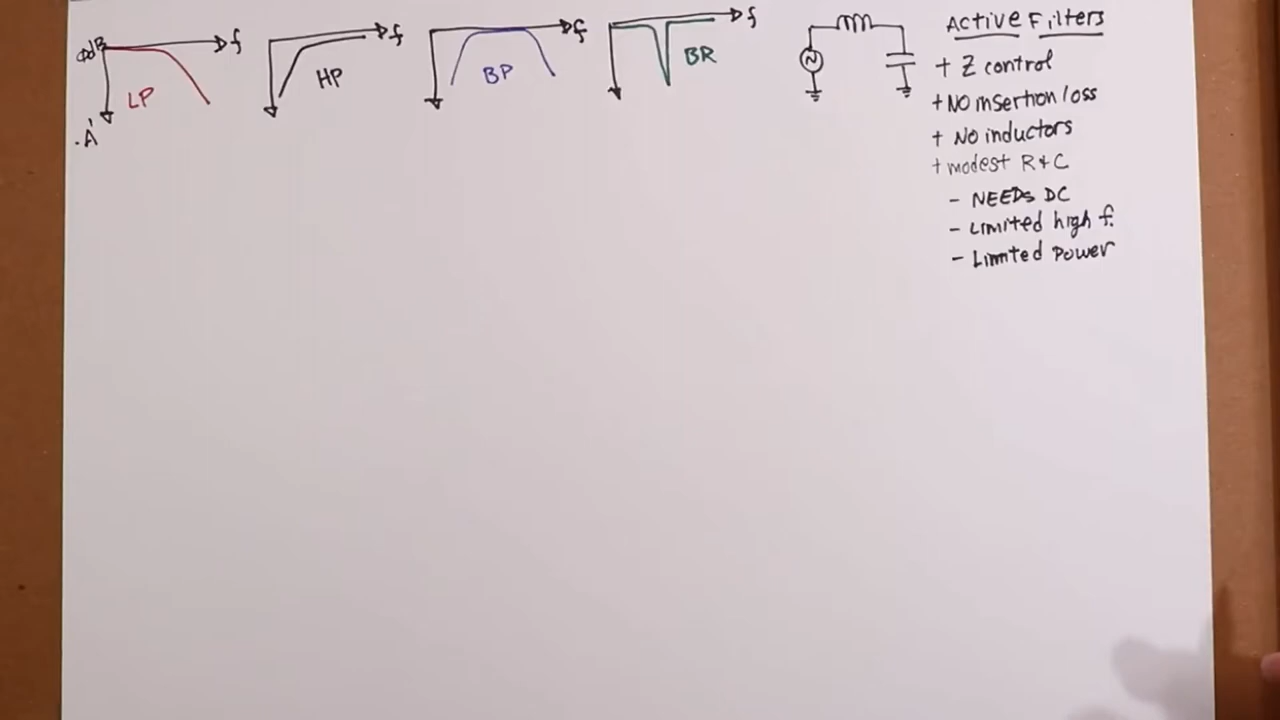 0dB
f
LP
-A
f
HP
f
BP
f
BR
Active Filters
+ Z control
+ NO insertion loss
+ No inductors
+ modest R & C
- NEEDs DC
- Limited high f.
- Limited Power